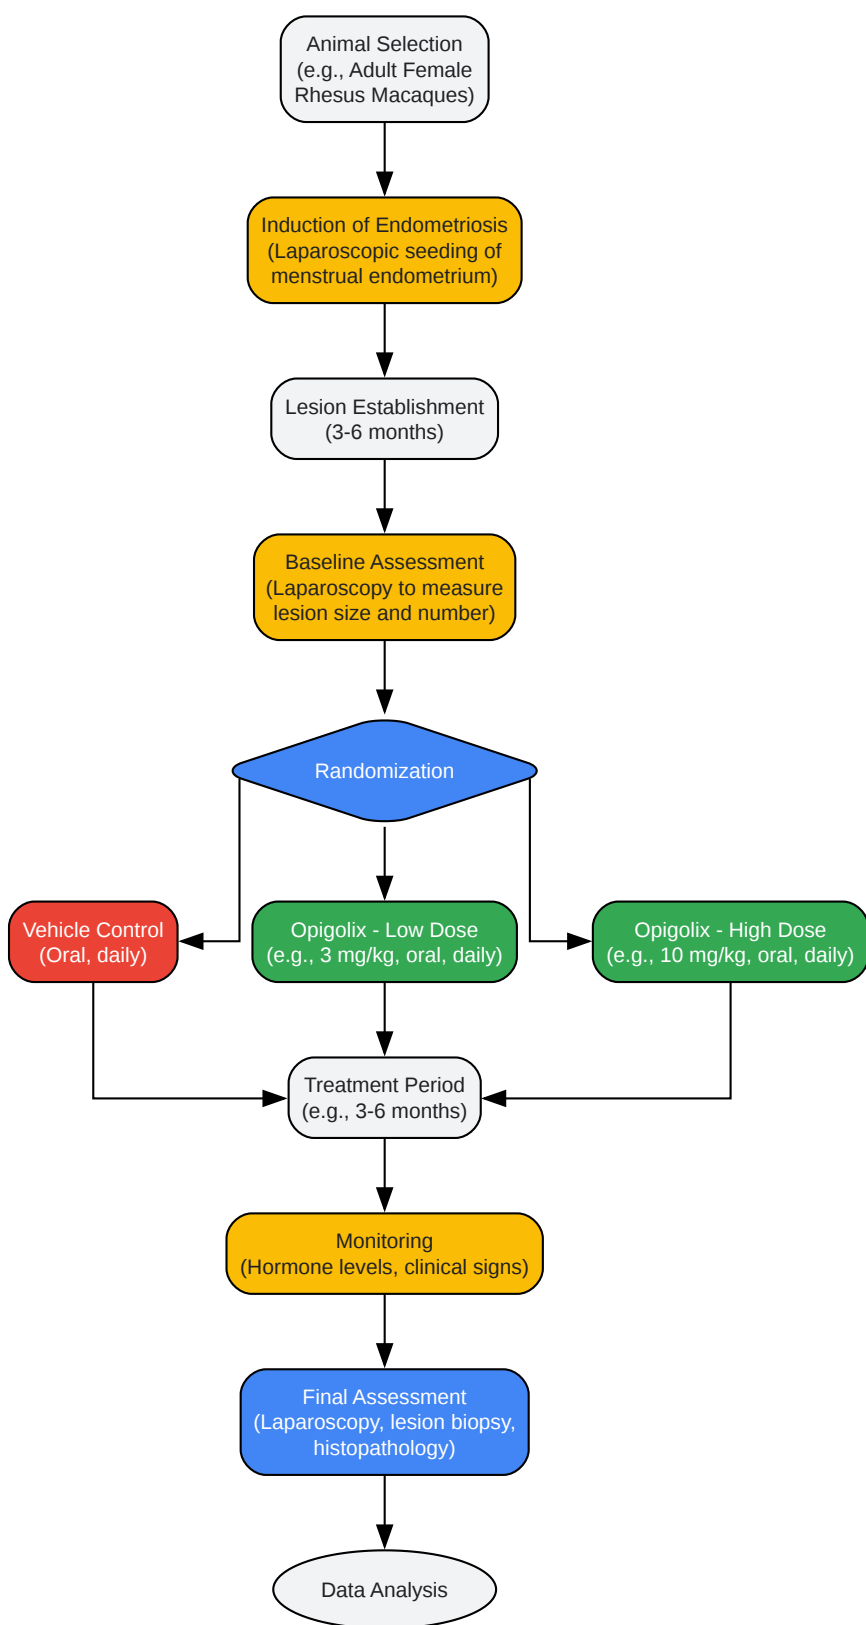 Animal Selection
(e.g., Adult Female
Rhesus Macaques)
Induction of Endometriosis
(Laparoscopic seeding of
menstrual endometrium)
Lesion Establishment
(3-6 months)
Baseline Assessment
(Laparoscopy to measure
lesion size and number)
Randomization
Vehicle Control
(Oral, daily)
Opigolix - Low Dose
(e.g., 3 mg/kg, oral, daily)
Opigolix - High Dose
(e.g., 10 mg/kg, oral, daily)
Treatment Period
(e.g., 3-6 months)
Monitoring
(Hormone levels, clinical signs)
Final Assessment
(Laparoscopy, lesion biopsy,
histopathology)
Data Analysis